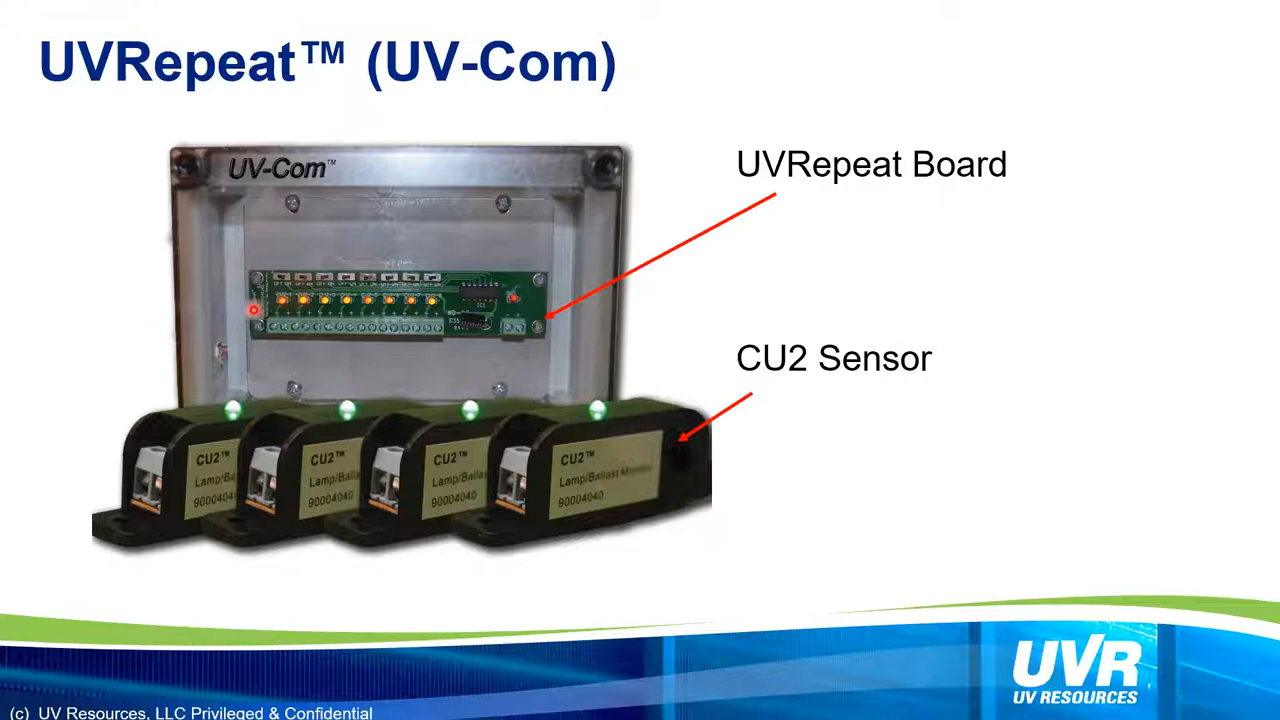 UVRepeat™ (UV-Com)
UV-Com™
UVRepeat Board
CU2 Sensor
CU2™
Lamp/Ballas
90004040
CU2™
Lamp/Balla
90004040
CU2™
Lamp/Ba
90004040
CU2™
Lamp/Ballast Monitor
90004040
UVR
UV RESOURCES
(c) UV Resources, LLC Privileged & Confidential